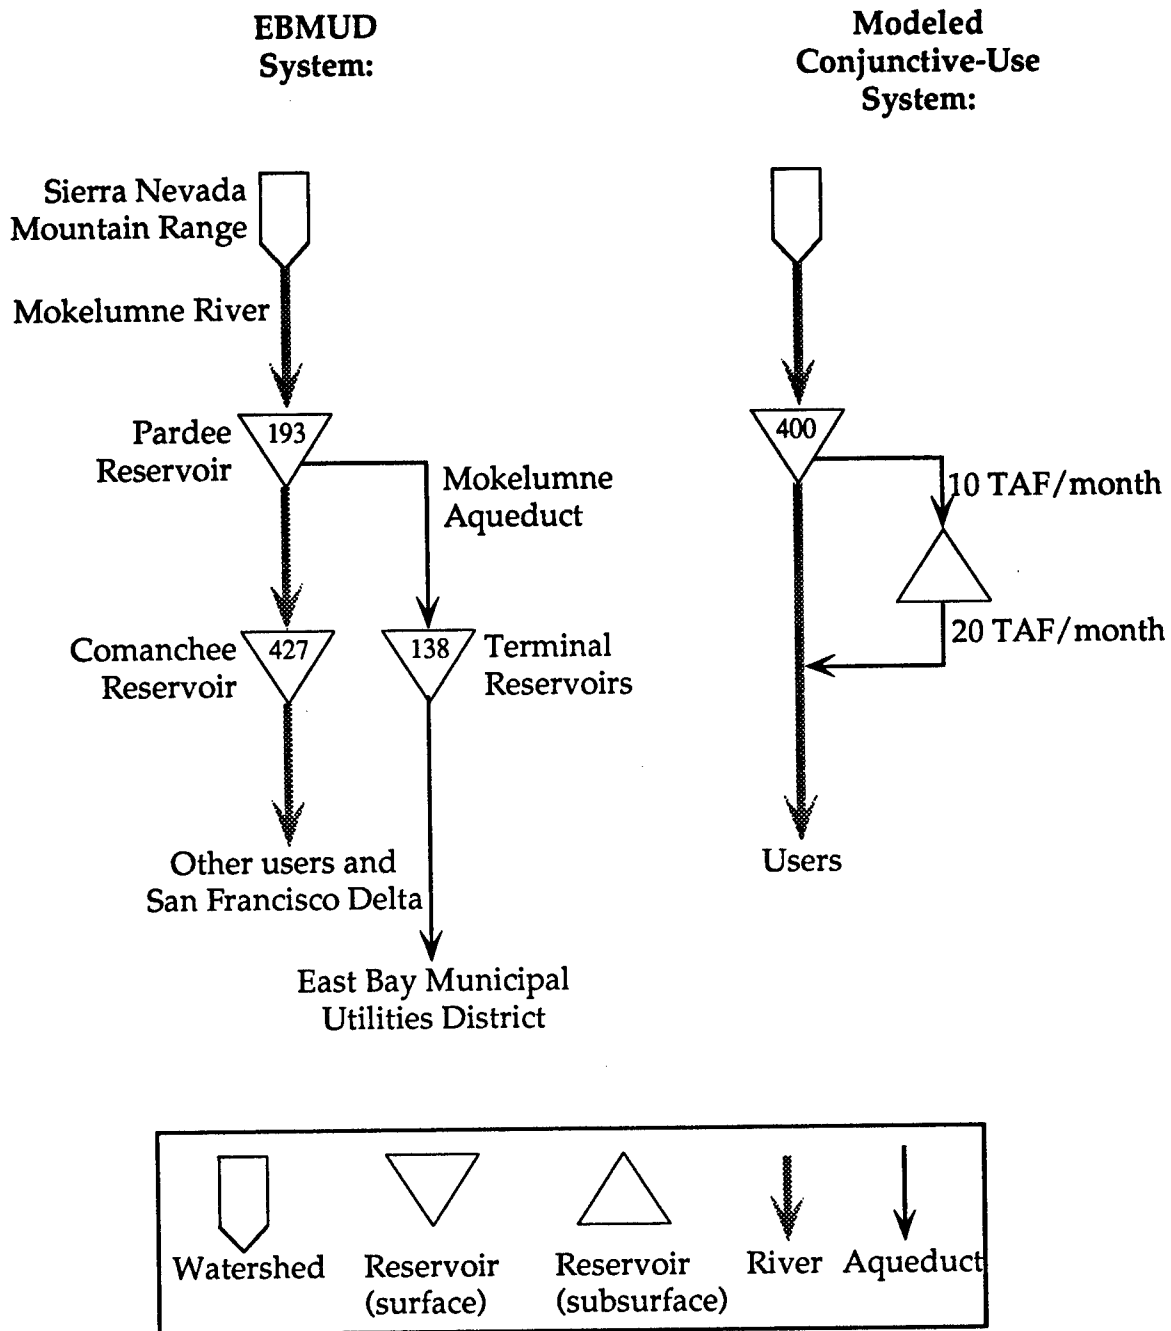 EBMUD
System:
Modeled
Conjunctive-Use
System:
Sierra Nevada
Mountain Range
Mokelumne River
Pardee
Reservoir
193
Mokelumne
Aqueduct
Comanchee
Reservoir
427
138
Terminal
Reservoirs
Other users and
San Francisco Delta
East Bay Municipal
Utilities District
400
10 TAF/month
20 TAF/month
Users
Watershed
Reservoir
(surface)
Reservoir
(subsurface)
River
Aqueduct